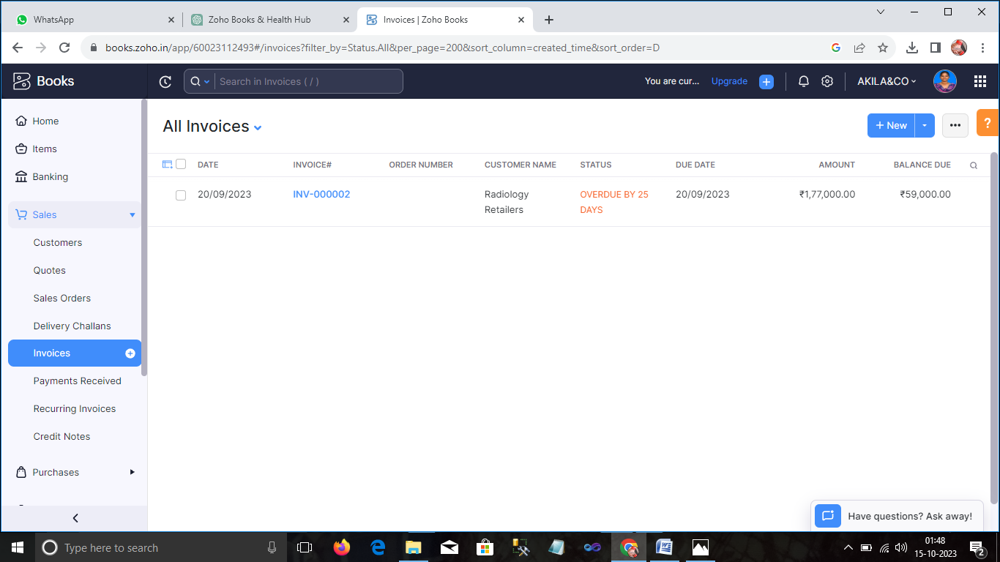 WhatsApp
Zoho Books & Health Hub
Invoices | Zoho Books
books.zoho.in/app/60023112493#/invoices?filter_by=Status.All&per_page=200&sort_column=created_time&sort_order=D
Books
Search in Invoices ( / )
You are cur...
Upgrade
AKILA&CO
Home
Items
Banking
Sales
Customers
Quotes
Sales Orders
Delivery Challans
Invoices
Payments Received
Recurring Invoices
Credit Notes
Purchases
All Invoices
+ New
?
DATE INVOICE# ORDER NUMBER CUSTOMER NAME STATUS DUE DATE AMOUNT BALANCE DUE
20/09/2023 INV-000002 Radiology OVERDUE BY 25 20/09/2023 ₹1,77,000.00 ₹59,000.00
Retailers DAYS
Have questions? Ask away!
Type here to search
01:48
15-10-2023
2